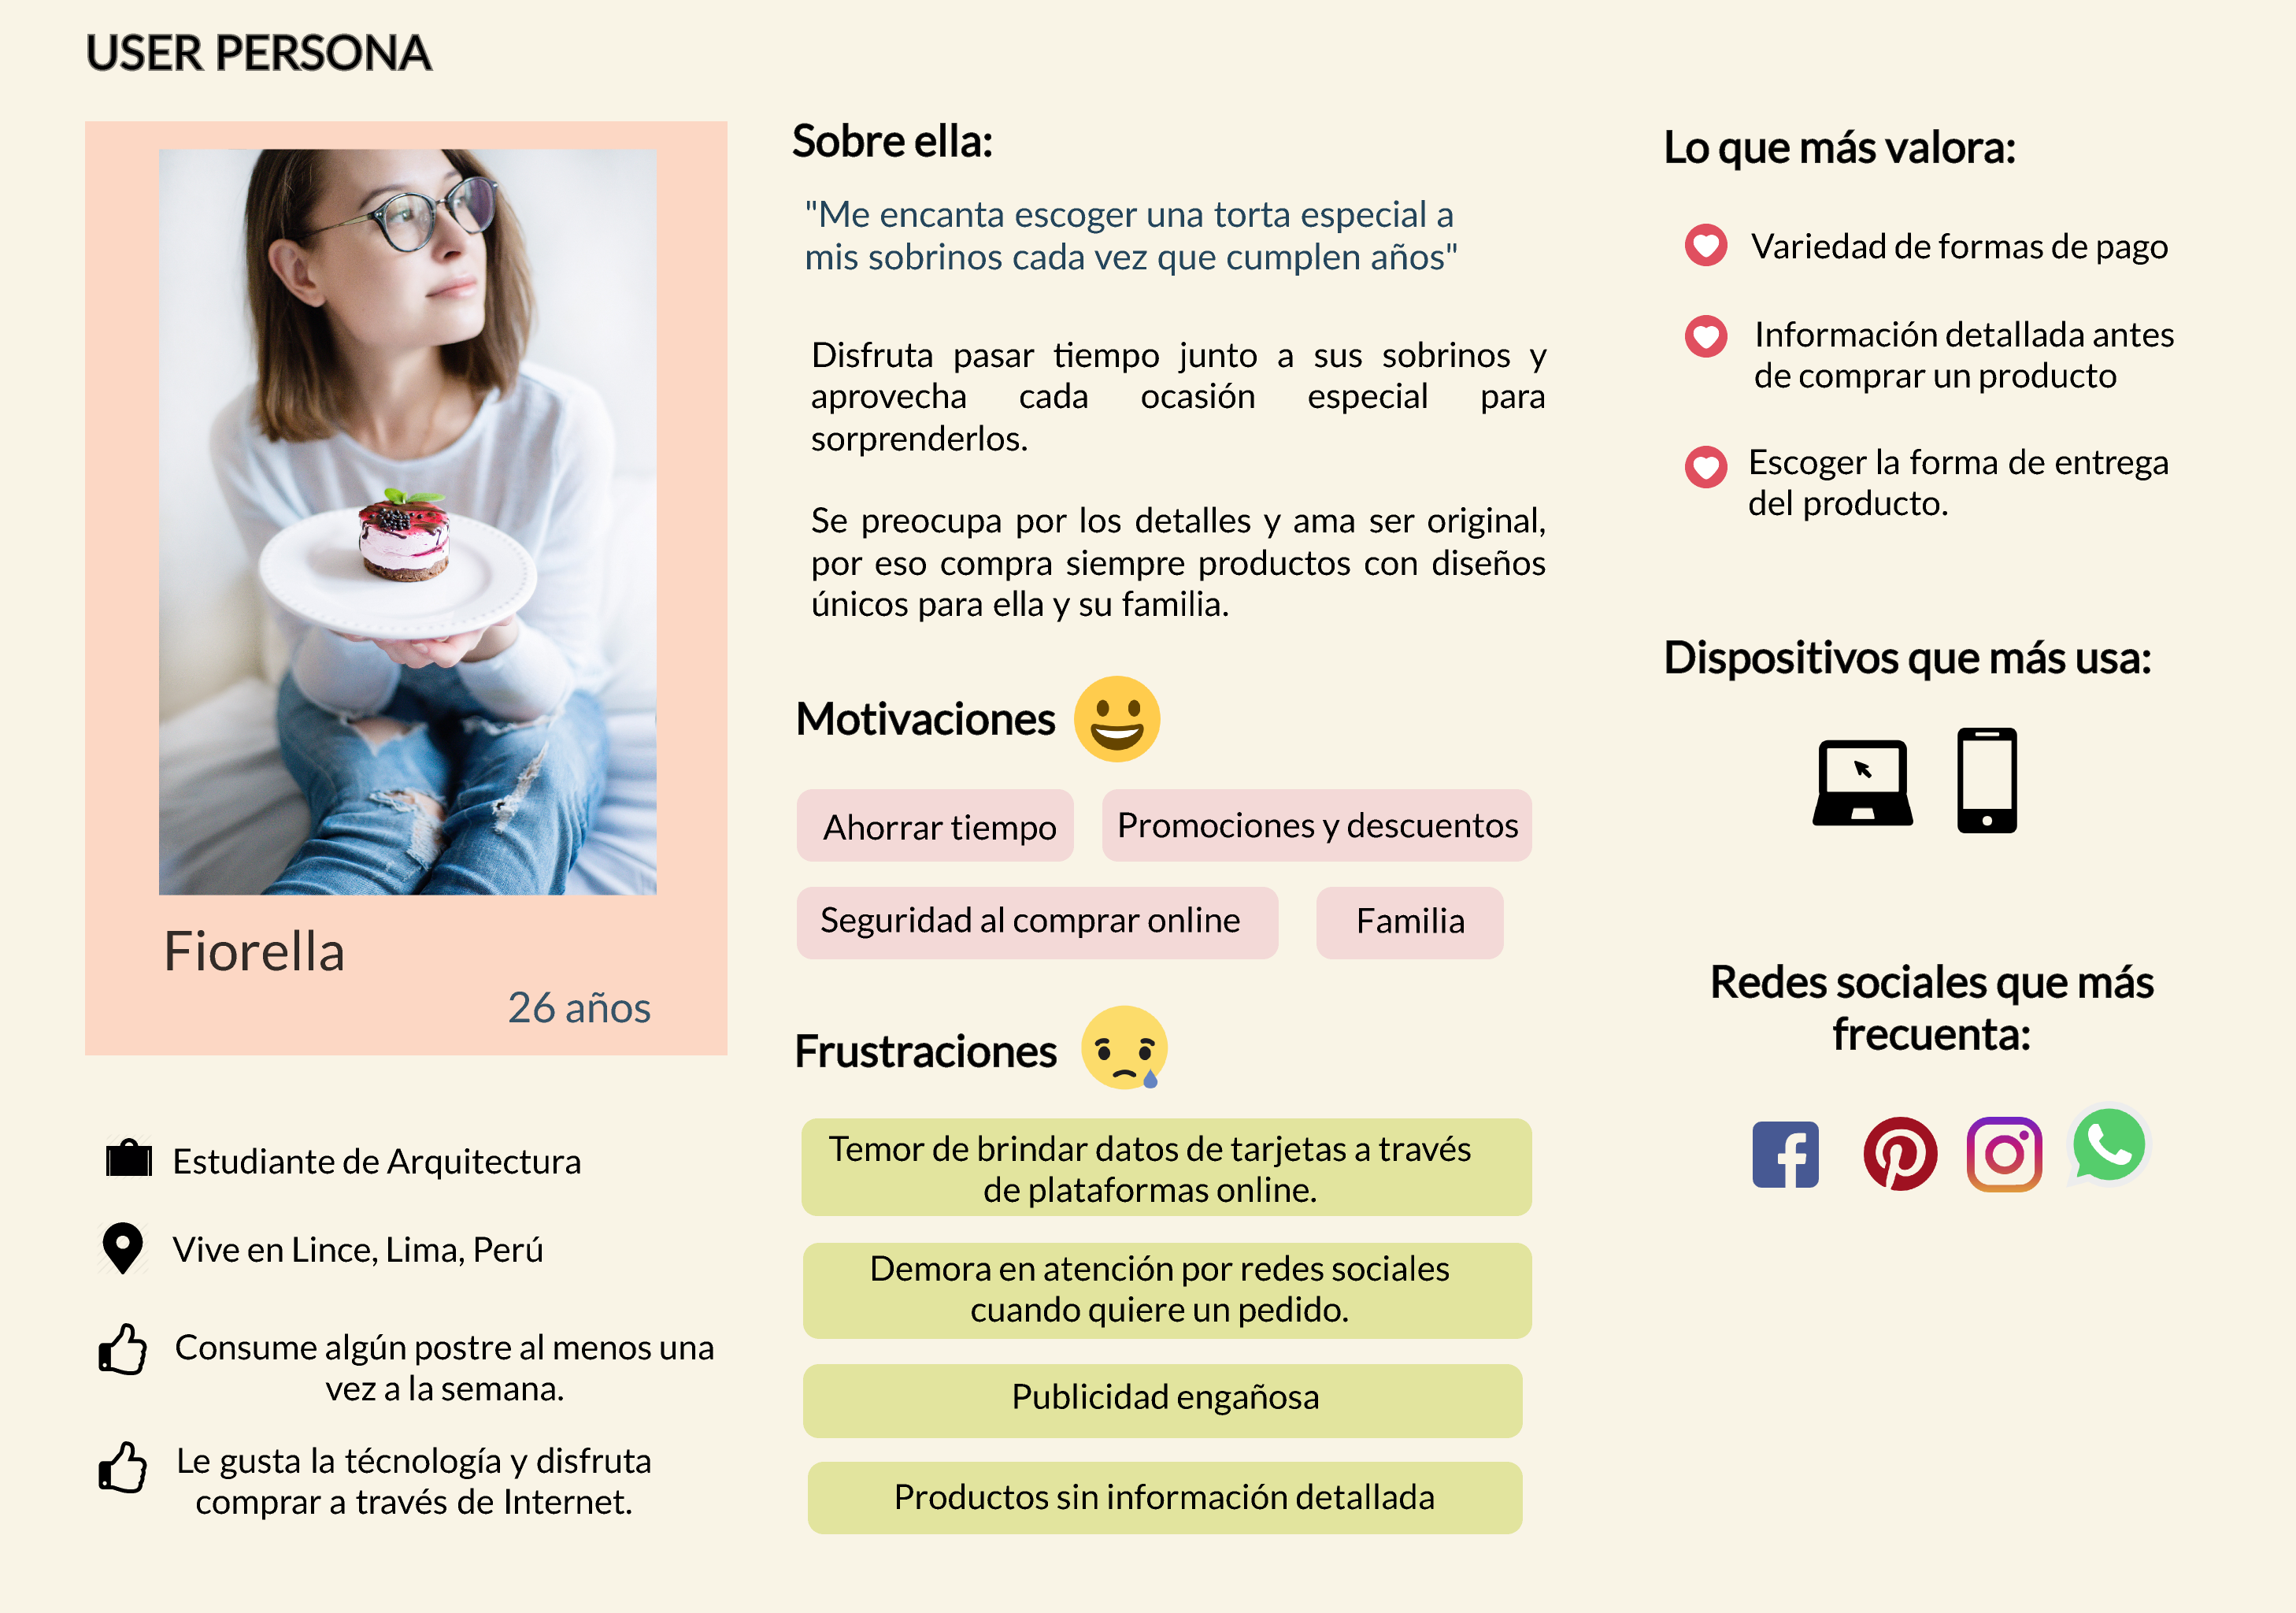 USER PERSONA
Fiorella
26 años
Estudiante de Arquitectura
Vive en Lince, Lima, Perú
Consume algún postre al menos una
vez a la semana.
Le gusta la técnología y disfruta
comprar a través de Internet.
Sobre ella:
"Me encanta escoger una torta especial a
mis sobrinos cada vez que cumplen años"
Disfruta pasar tiempo junto a sus sobrinos y
aprovecha cada ocasión especial para
sorprenderlos.
Se preocupa por los detalles y ama ser original,
por eso compra siempre productos con diseños
únicos para ella y su familia.
Motivaciones
Ahorrar tiempo
Promociones y descuentos
Seguridad al comprar online
Familia
Frustraciones
Temor de brindar datos de tarjetas a través
de plataformas online.
Demora en atención por redes sociales
cuando quiere un pedido.
Publicidad engañosa
Productos sin información detallada
Lo que más valora:
Variedad de formas de pago
Información detallada antes
de comprar un producto
Escoger la forma de entrega
del producto.
Dispositivos que más usa:
Redes sociales que más
frecuenta: